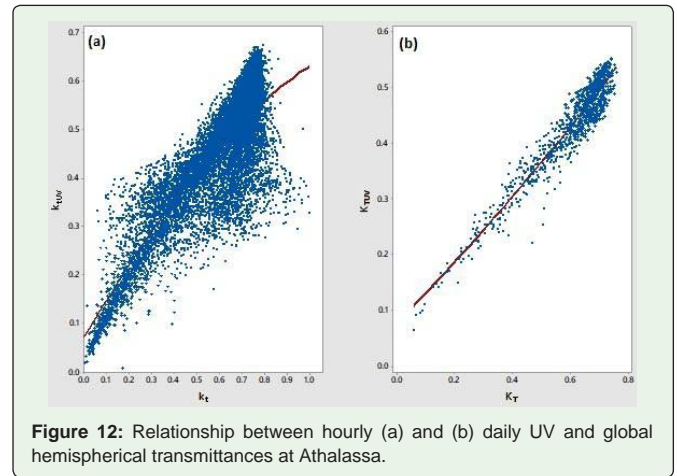 (a)
0.7
0.6
0.5
0.4
0.3
0.2
0.1
0.0
k_tUV
0.0 0.1 0.2 0.3 0.4 0.5 0.6 0.7 0.8 0.9 1.0
k_t
(b)
0.6
0.5
0.4
0.3
0.2
0.1
0.0
K_TUV
0.0 0.2 0.4 0.6 0.8
K_T
Figure 12: Relationship between hourly (a) and (b) daily UV and global
hemispherical transmittances at Athalassa.